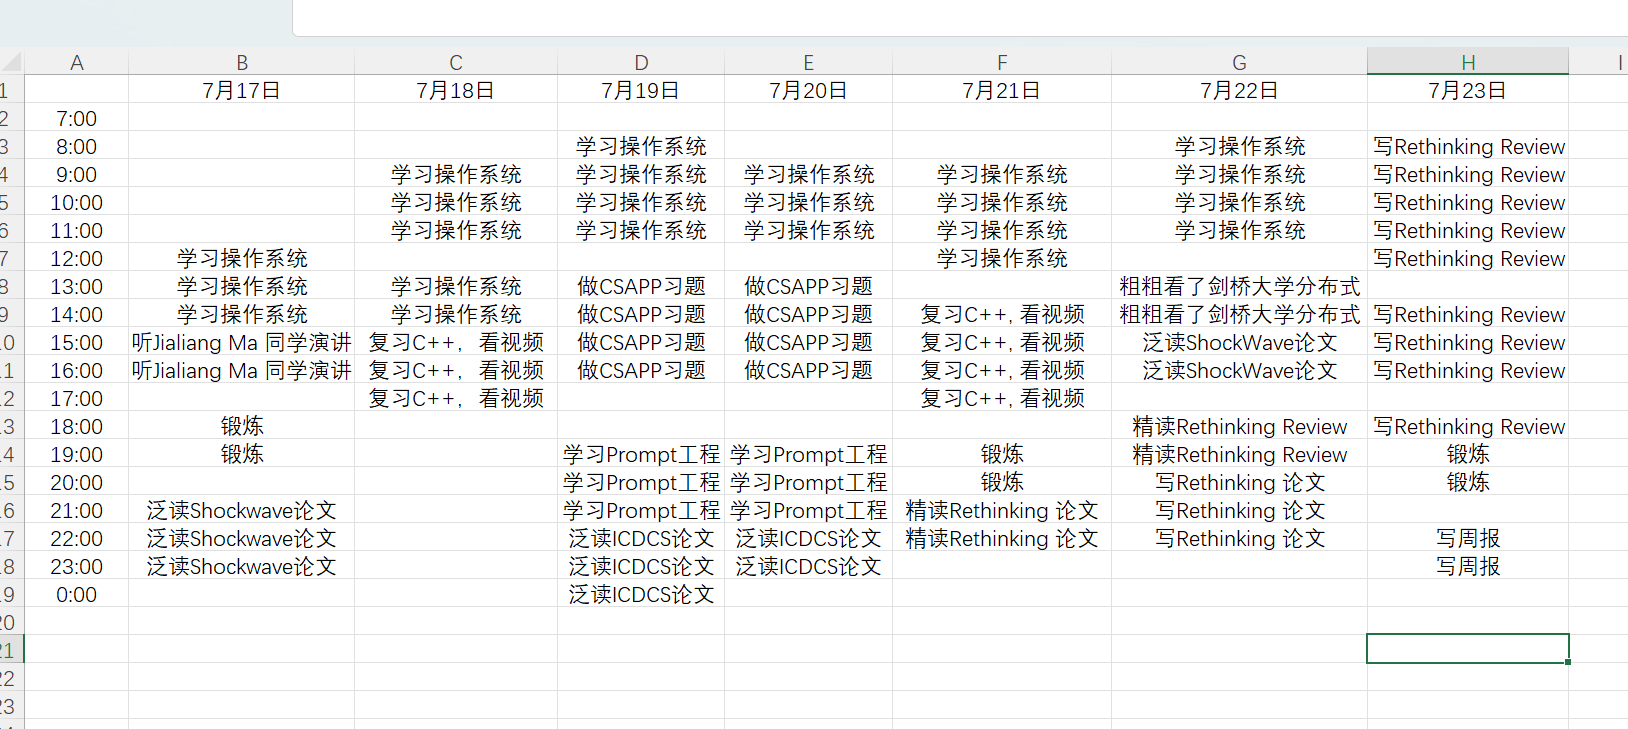 A B C D E F G H I
1 7月17日 7月18日 7月19日 7月20日 7月21日 7月22日 7月23日
2 7:00
3 8:00 学习操作系统 学习操作系统 写Rethinking Review
4 9:00 学习操作系统 学习操作系统 学习操作系统 学习操作系统 学习操作系统 写Rethinking Review
5 10:00 学习操作系统 学习操作系统 学习操作系统 学习操作系统 学习操作系统 写Rethinking Review
6 11:00 学习操作系统 学习操作系统 学习操作系统 学习操作系统 学习操作系统 写Rethinking Review
7 12:00 学习操作系统 学习操作系统 写Rethinking Review
8 13:00 学习操作系统 学习操作系统 做CSAPP习题 做CSAPP习题 粗粗看了剑桥大学分布式
9 14:00 学习操作系统 学习操作系统 做CSAPP习题 做CSAPP习题 复习C++, 看视频 粗粗看了剑桥大学分布式 写Rethinking Review
0 15:00 听Jialiang Ma 同学演讲 复习C++，看视频 做CSAPP习题 做CSAPP习题 复习C++, 看视频 泛读ShockWave论文 写Rethinking Review
1 16:00 听Jialiang Ma 同学演讲 复习C++，看视频 做CSAPP习题 做CSAPP习题 复习C++, 看视频 泛读ShockWave论文 写Rethinking Review
2 17:00 复习C++，看视频 复习C++, 看视频
3 18:00 锻炼 精读Rethinking Review 写Rethinking Review
4 19:00 锻炼 学习Prompt工程 学习Prompt工程 锻炼 精读Rethinking Review 锻炼
5 20:00 学习Prompt工程 学习Prompt工程 锻炼 写Rethinking 论文 锻炼
6 21:00 泛读Shockwave论文 学习Prompt工程 学习Prompt工程 精读Rethinking 论文 写Rethinking 论文
7 22:00 泛读Shockwave论文 泛读ICDCS论文 泛读ICDCS论文 精读Rethinking 论文 写Rethinking 论文 写周报
8 23:00 泛读Shockwave论文 泛读ICDCS论文 泛读ICDCS论文 写周报
9 0:00 泛读ICDCS论文
20
21
22
23